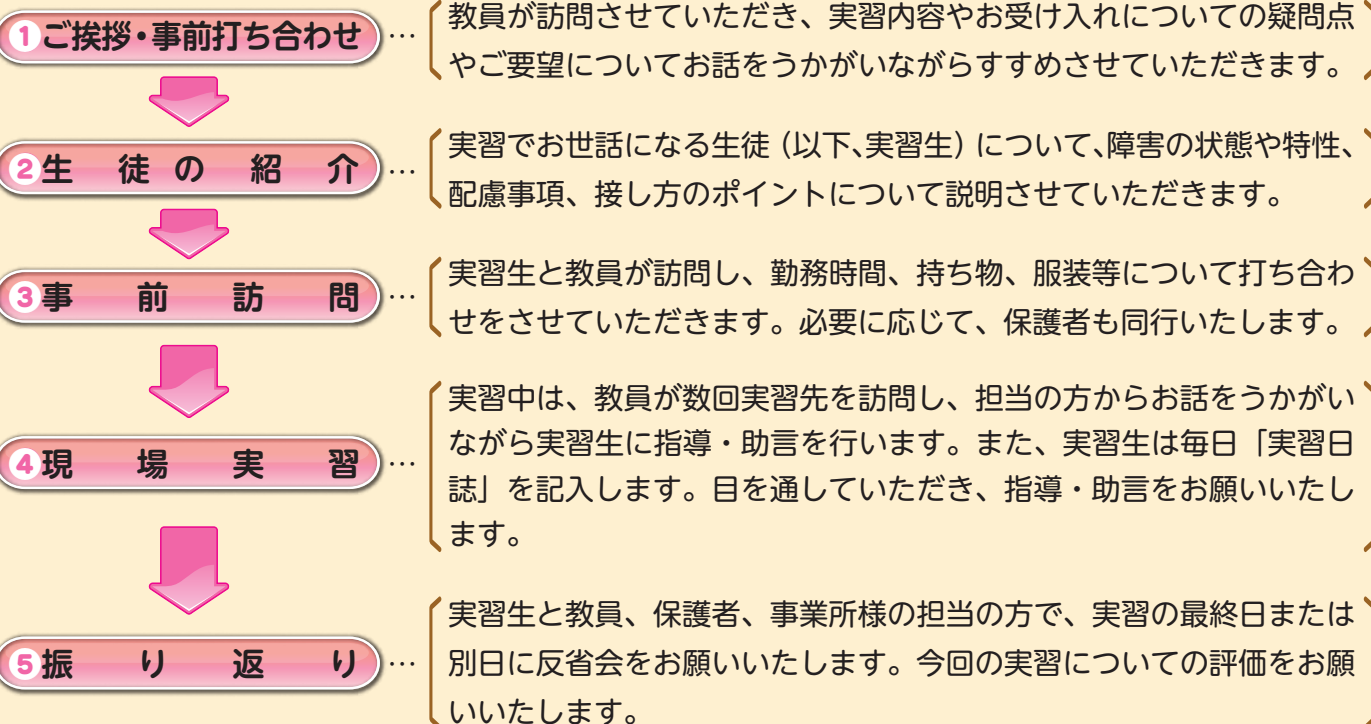 ①ご挨拶・事前打ち合わせ…
教員が訪問させていただき、実習内容やお受け入れについての疑問点
やご要望についてお話をうかがいながらすすめさせていただきます。
②生徒の紹介…
実習でお世話になる生徒（以下、実習生）について、障害の状態や特性、
配慮事項、接し方のポイントについて説明させていただきます。
③事前訪問…
実習生と教員が訪問し、勤務時間、持ち物、服装等について打ち合わ
せをさせていただきます。必要に応じて、保護者も同行いたします。
④現場実習…
実習中は、教員が数回実習先を訪問し、担当の方からお話をうかがい
ながら実習生に指導・助言を行います。また、実習生は毎日「実習日
誌」を記入します。目を通していただき、指導・助言をお願いいたし
ます。
⑤振り返り…
実習生と教員、保護者、事業所様の担当の方で、実習の最終日または
別日に反省会をお願いいたします。今回の実習についての評価をお願
いいたします。